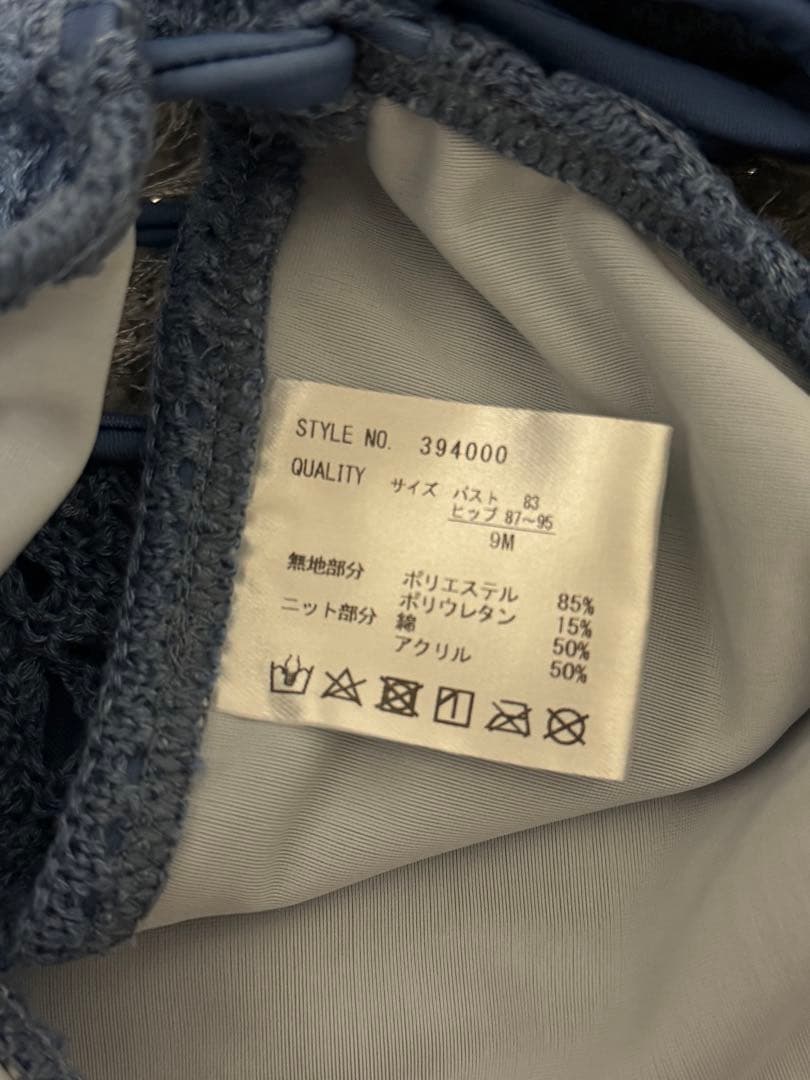 STYLE NO. 394000
QUALITY サイズ バスト 83
ヒップ 87~95
9M
無地部分 ポリエステル 85%
ポリウレタン 15%
ニット部分 綿 50%
アクリル 50%